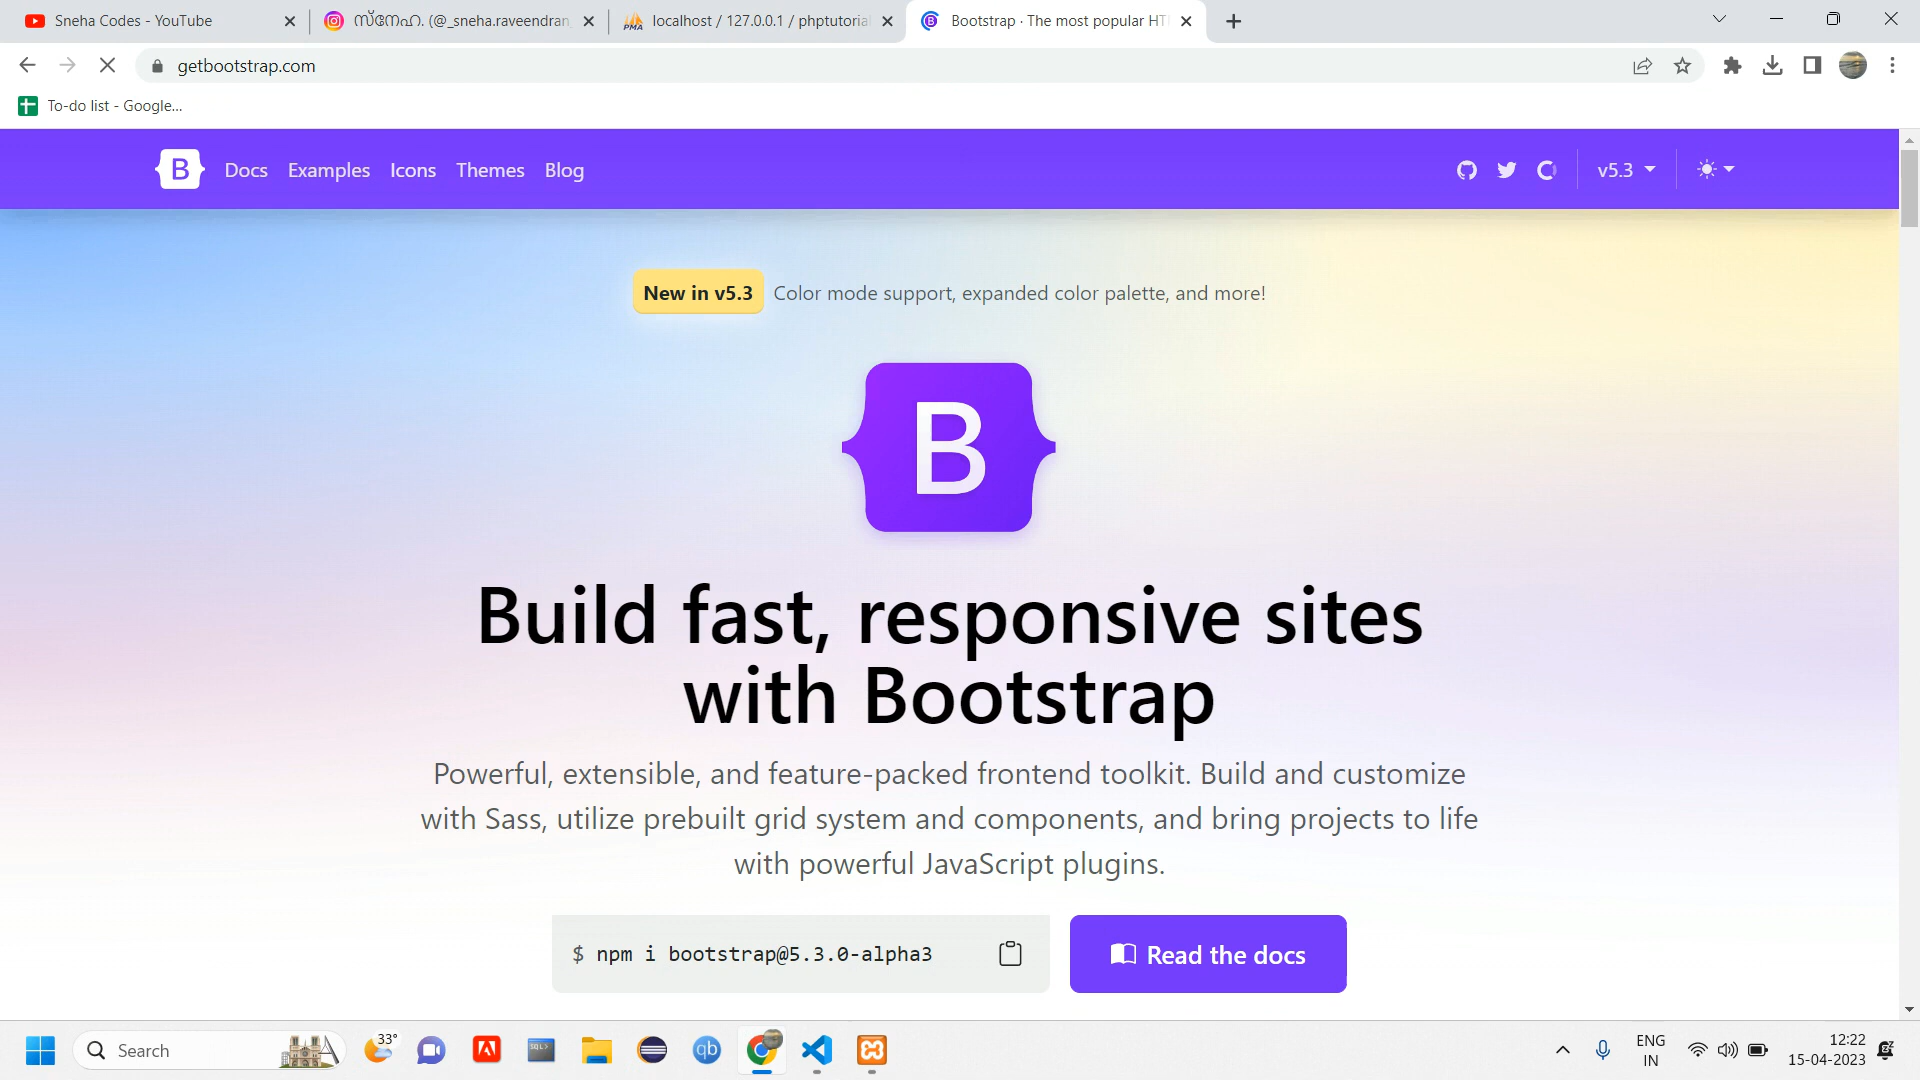 Sneha Codes - YouTube
സ്നേഹ. (@_sneha.raveendran
localhost / 127.0.0.1 / phptutorial
Bootstrap · The most popular HT
getbootstrap.com
To-do list - Google...
B Docs Examples Icons Themes Blog v5.3
New in v5.3 Color mode support, expanded color palette, and more!
B
Build fast, responsive sites
with Bootstrap
Powerful, extensible, and feature-packed frontend toolkit. Build and customize
with Sass, utilize prebuilt grid system and components, and bring projects to life
with powerful JavaScript plugins.
$ npm i bootstrap@5.3.0-alpha3
Read the docs
Search
33°
qb
ENG
IN
12:22
15-04-2023